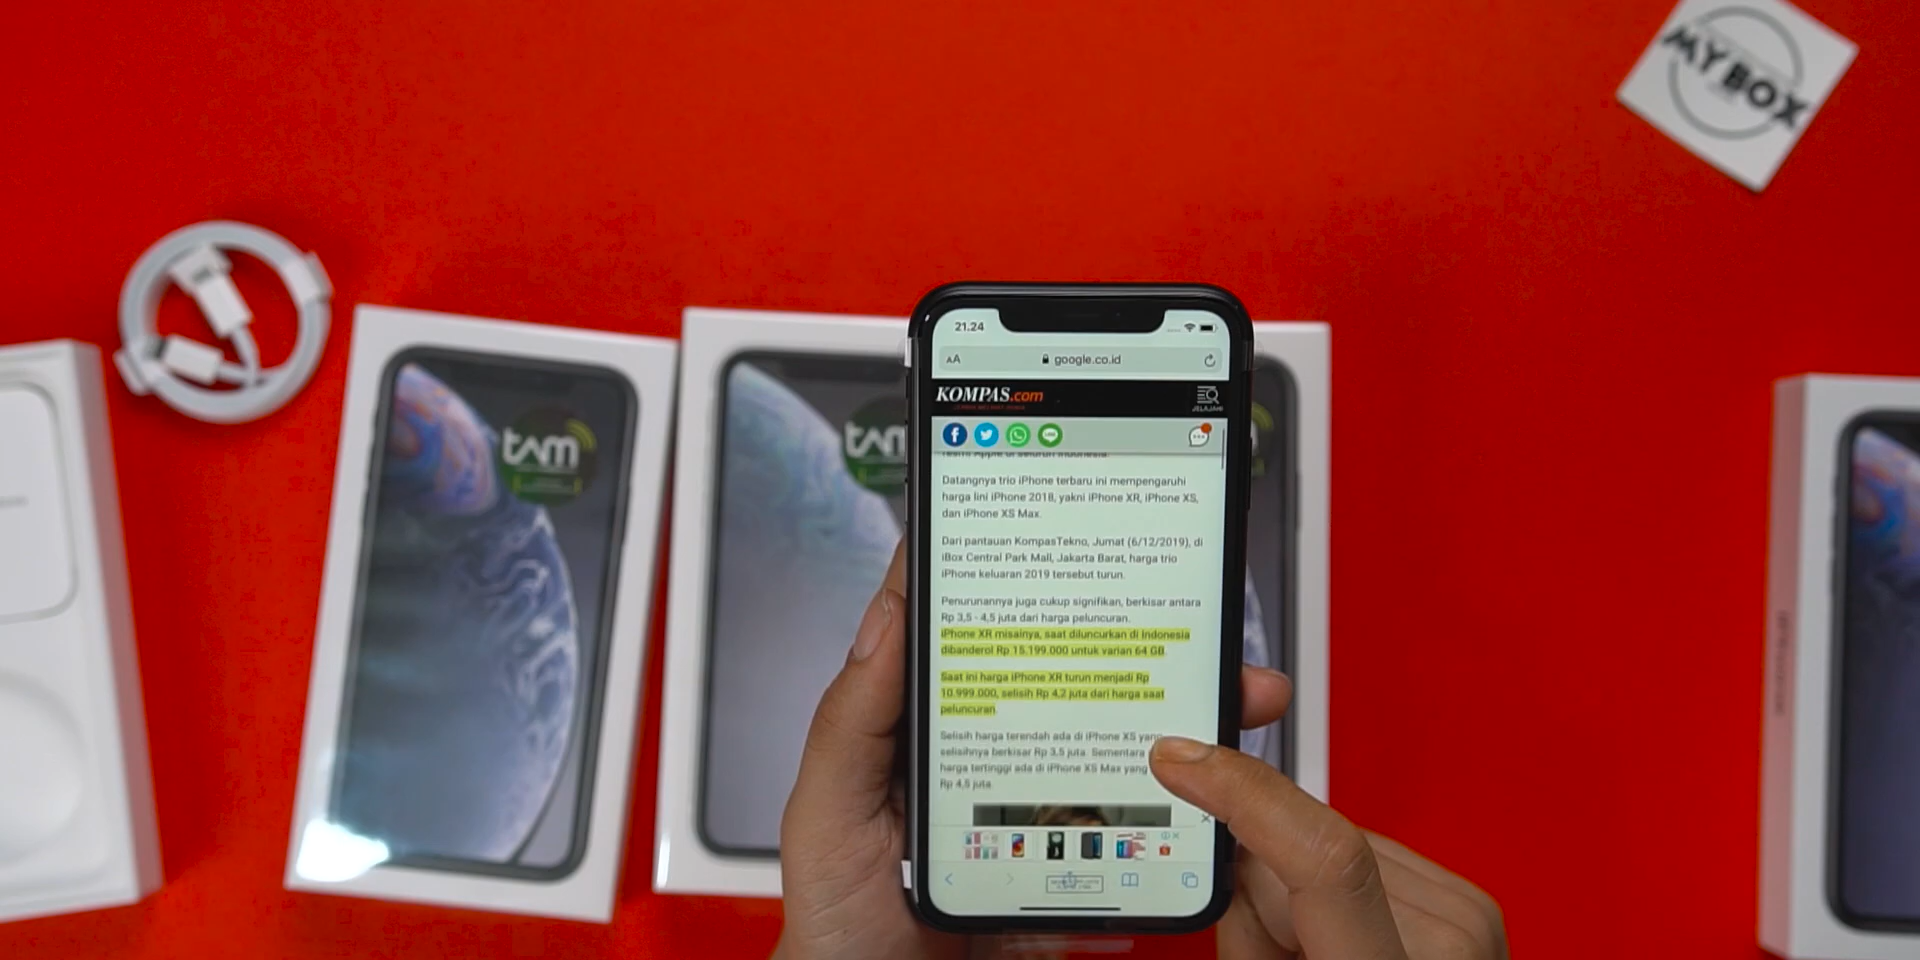 MY BOX
tam
tam
21.24
AA
google.co.id
KOMPAS.com
JELAJAHI
resmi Apple di seluruh Indonesia.
Datangnya trio iPhone terbaru ini mempengaruhi
harga lini iPhone 2018, yakni iPhone XR, iPhone XS,
dan iPhone XS Max.
Dari pantauan KompasTekno, Jumat (6/12/2019), di
iBox Central Park Mall, Jakarta Barat, harga trio
iPhone keluaran 2019 tersebut turun.
Penurunannya juga cukup signifikan, berkisar antara
Rp 3,5 - 4,5 juta dari harga peluncuran.
iPhone XR misalnya, saat diluncurkan di Indonesia
dibanderol Rp 15.199.000 untuk varian 64 GB.
Saat ini harga iPhone XR turun menjadi Rp
10.999.000, selisih Rp 4,2 juta dari harga saat
peluncuran.
Selisih harga terendah ada di iPhone XS yang
selisihnya berkisar Rp 3,5 juta. Sementara
harga tertinggi ada di iPhone XS Max yang
Rp 4,5 juta.